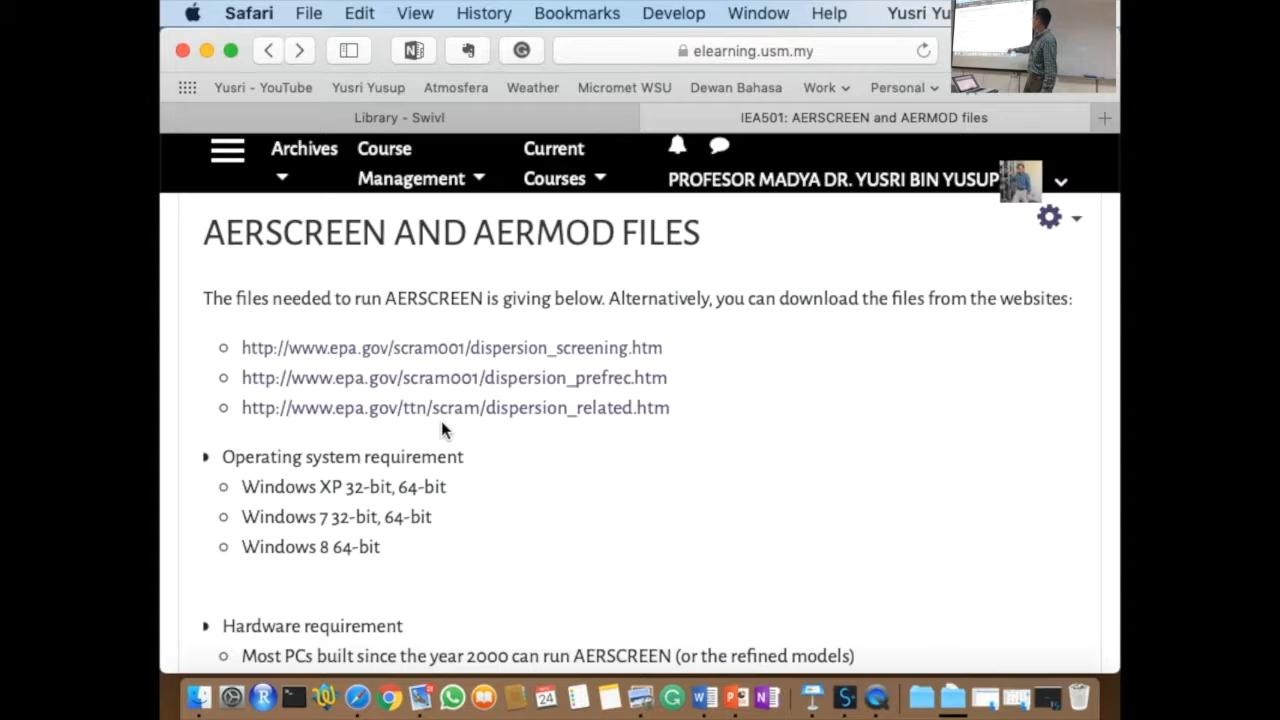 Safari File Edit View History Bookmarks Develop Window Help Yusri Yu
elearning.usm.my
Yusri - YouTube Yusri Yusup Atmosfera Weather Micromet WSU Dewan Bahasa Work Personal
Library - Swivl IEA501: AERSCREEN and AERMOD files
Archives Course Management Current Courses PROFESOR MADYA DR. YUSRI BIN YUSUP
AERSCREEN AND AERMOD FILES
The files needed to run AERSCREEN is giving below. Alternatively, you can download the files from the websites:
http://www.epa.gov/scram001/dispersion_screening.htm
http://www.epa.gov/scram001/dispersion_prefrec.htm
http://www.epa.gov/ttn/scram/dispersion_related.htm
Operating system requirement
Windows XP 32-bit, 64-bit
Windows 7 32-bit, 64-bit
Windows 8 64-bit
Hardware requirement
Most PCs built since the year 2000 can run AERSCREEN (or the refined models)
24